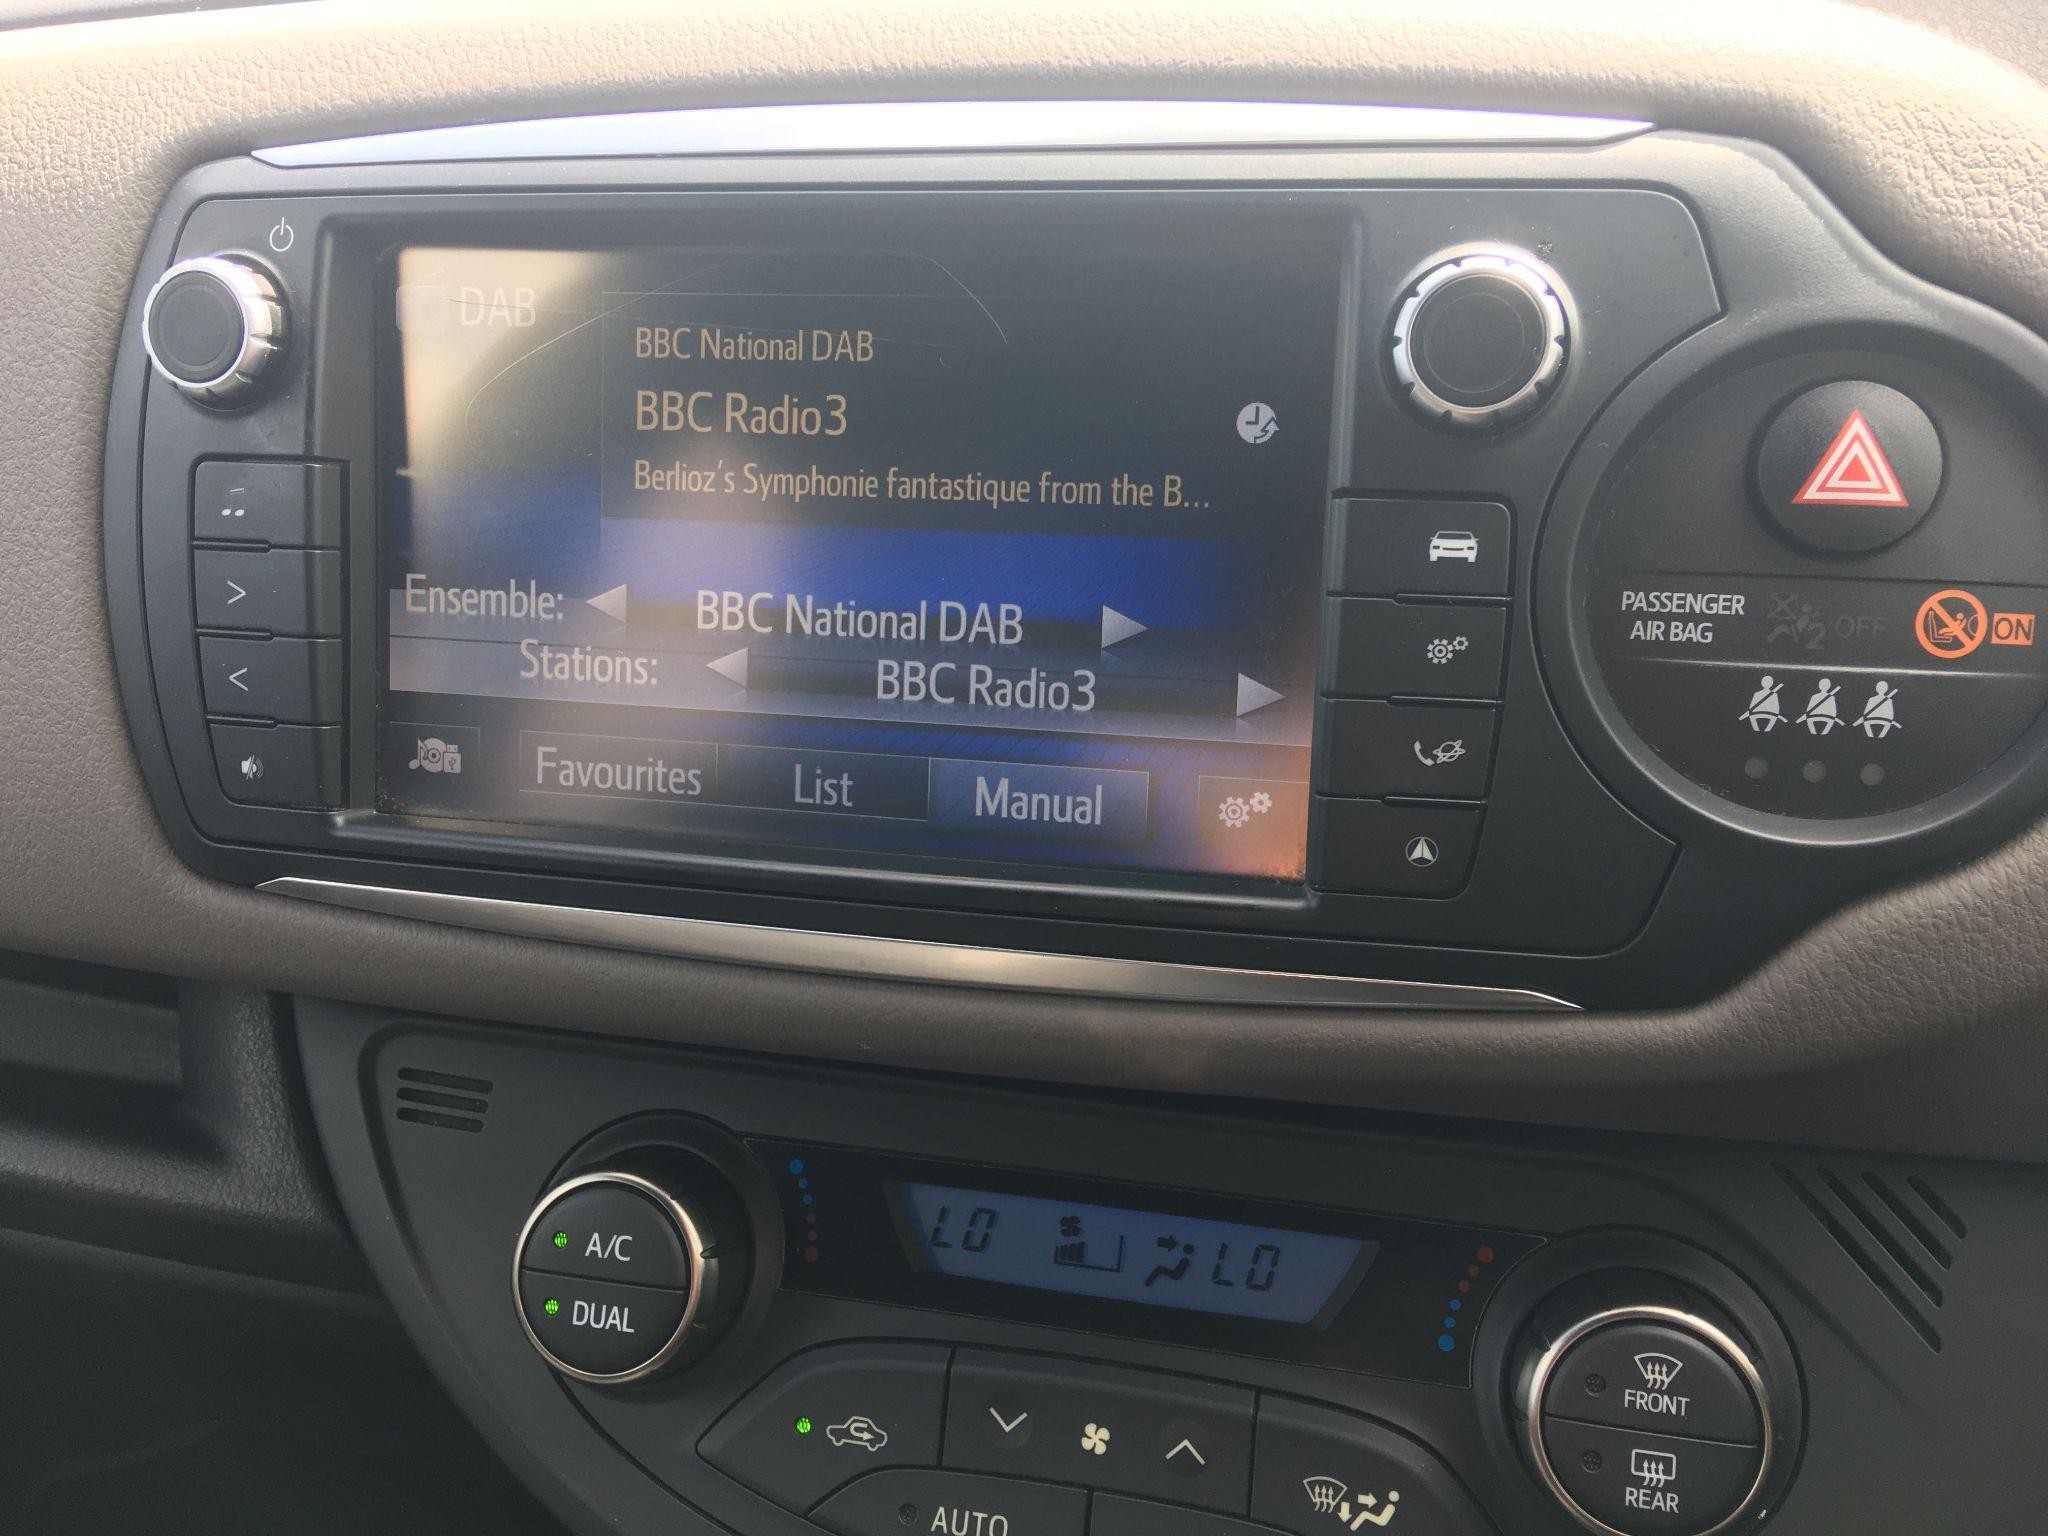 DAB
BBC National DAB
BBC Radio3
Berlioz's Symphonie fantastique from the B...
Ensemble: BBC National DAB
Stations: BBC Radio3
Favourites List Manual
PASSENGER AIR BAG
2 OFF
ON
A/C
DUAL
LO LO
FRONT
REAR
AUTO